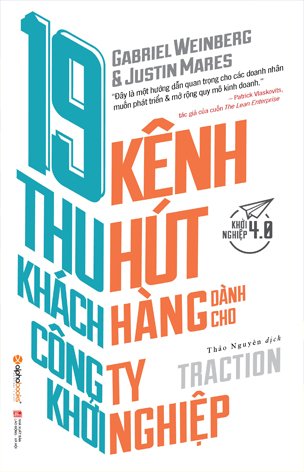 GABRIEL WEINBERG
& JUSTIN MARES
"Đây là một hướng dẫn quan trọng cho các doanh nhân
muốn phát triển & mở rộng quy mô kinh doanh."
—Patrick Vlaskovits,
tác giả của cuốn The Lean Enterprise
19 KÊNH
THU HÚT
KHÁCH HÀNG DÀNH CHO
CÔNG TY
KHỞI NGHIỆP
KHỞI NGHIỆP 4.0
Thảo Nguyên dịch
TRACTION
alphabooks